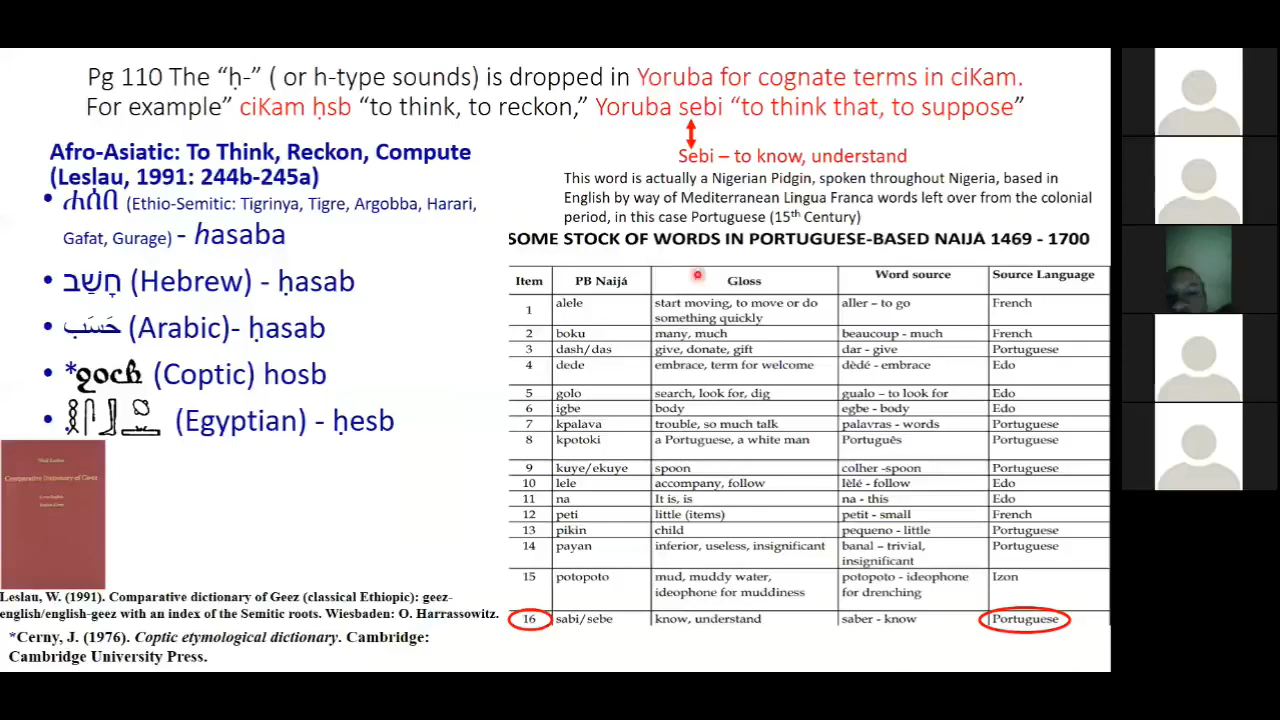 Pg 110 The “ḥ-” ( or h-type sounds) is dropped in Yoruba for cognate terms in ciKam.
For example” ciKam ḥsb “to think, to reckon,” Yoruba sebi “to think that, to suppose”
Afro-Asiatic: To Think, Reckon, Compute
(Leslau, 1991: 244b-245a)
• ሐሰበ (Ethio-Semitic: Tigrinya, Tigre, Argobba, Harari,
Gafat, Gurage) - hasaba
• חָשַׁב (Hebrew) - ḥasab
• حَسَب (Arabic)- ḥasab
• *ϩⲟⲥⲃ (Coptic) hosb
• (Egyptian) - ḥesb
Comparative Dictionary of Geez
Leslau, W. (1991). Comparative dictionary of Geez (classical Ethiopic): geez-
english/english-geez with an index of the Semitic roots. Wiesbaden: O. Harrassowitz.
*Cerny, J. (1976). Coptic etymological dictionary. Cambridge:
Cambridge University Press.
Sebi – to know, understand
This word is actually a Nigerian Pidgin, spoken throughout Nigeria, based in
English by way of Mediterranean Lingua Franca words left over from the colonial
period, in this case Portuguese (15th Century)
SOME STOCK OF WORDS IN PORTUGUESE-BASED NAIJÁ 1469 - 1700
Item PB Naijá Gloss Word source Source Language
1 alele start moving, to move or do something quickly aller – to go French
2 boku many, much beaucoup - much French
3 dash/das give, donate, gift dar - give Portuguese
4 dede embrace, term for welcome dèdé - embrace Edo
5 golo search, look for, dig gualo – to look for Edo
6 igbe body egbe - body Edo
7 kpalava trouble, so much talk palavras - words Portuguese
8 kpotoki a Portuguese, a white man Português Portuguese
9 kuye/ekuye spoon colher -spoon Portuguese
10 lele accompany, follow lèlé - follow Edo
11 na It is, is na - this Edo
12 peti little (items) petit - small French
13 pikin child pequeno - little Portuguese
14 payan inferior, useless, insignificant banal – trivial, insignificant Portuguese
15 potopoto mud, muddy water, ideophone for muddiness potopoto - ideophone for drenching Izon
16 sabi/sebe know, understand saber - know Portuguese